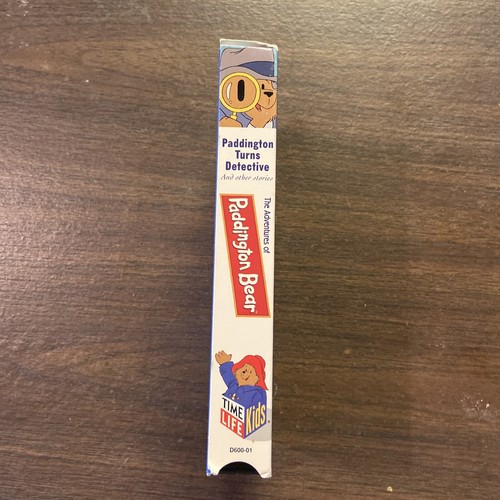 Paddington
Turns
Detective
And other stories
The Adventures of
Paddington Bear
TIME
LIFE
Kids
D600-01